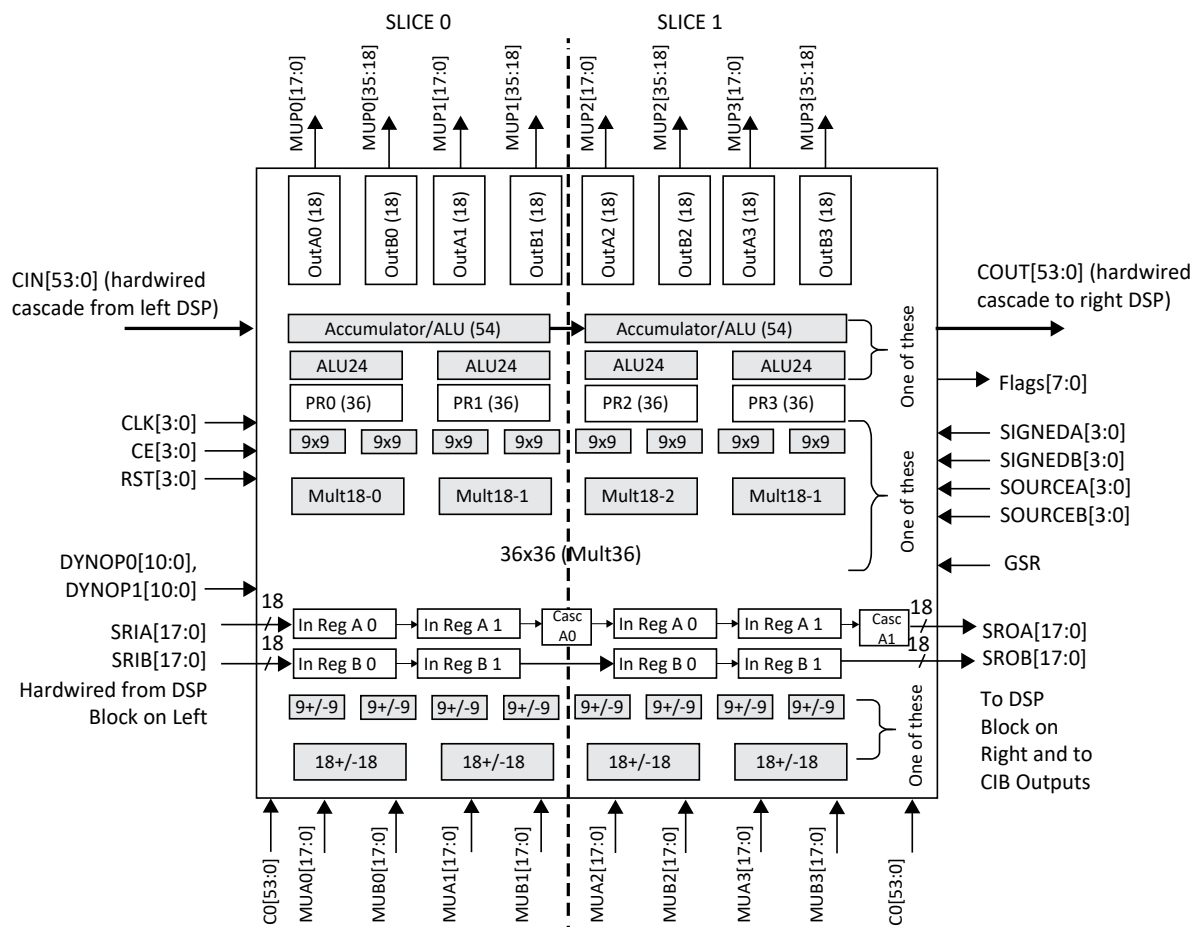 SLICE 0
SLICE 1
MUP0[17:0]
MUP0[35:18]
MUP1[17:0]
MUP1[35:18]
MUP2[17:0]
MUP2[35:18]
MUP3[17:0]
MUP3[35:18]
OutA0 (18)
OutB0 (18)
OutA1 (18)
OutB1 (18)
OutA2 (18)
OutB2 (18)
OutA3 (18)
OutB3 (18)
CIN[53:0] (hardwired
cascade from left DSP)
COUT[53:0] (hardwired
cascade to right DSP)
Accumulator/ALU (54)
Accumulator/ALU (54)
ALU24
ALU24
ALU24
ALU24
One of these
Flags[7:0]
PR0 (36)
PR1 (36)
PR2 (36)
PR3 (36)
CLK[3:0]
CE[3:0]
RST[3:0]
9x9
9x9
9x9
9x9
9x9
9x9
9x9
9x9
SIGNEDA[3:0]
SIGNEDB[3:0]
SOURCEA[3:0]
SOURCEB[3:0]
Mult18-0
Mult18-1
Mult18-2
Mult18-1
One of these
36x36 (Mult36)
DYNOP0[10:0],
DYNOP1[10:0]
GSR
18
SRIA[17:0]
18
SRIB[17:0]
In Reg A 0
In Reg A 1
Casc
A0
In Reg A 0
In Reg A 1
Casc
A1
18
SROA[17:0]
In Reg B 0
In Reg B 1
In Reg B 0
In Reg B 1
18
SROB[17:0]
Hardwired from DSP
Block on Left
9+/-9
9+/-9
9+/-9
9+/-9
9+/-9
9+/-9
9+/-9
9+/-9
To DSP
Block on
Right and to
CIB Outputs
18+/-18
18+/-18
18+/-18
18+/-18
One of these
C0[53:0]
MUA0[17:0]
MUB0[17:0]
MUA1[17:0]
MUB1[17:0]
MUA2[17:0]
MUB2[17:0]
MUA3[17:0]
MUB3[17:0]
C0[53:0]